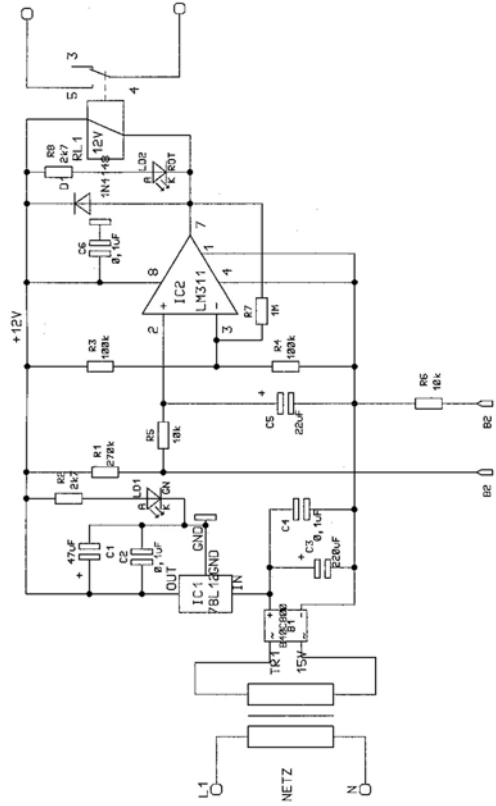 L1
N
NETZ
TR1
15V
B40C800
B1
+
~
~
-
IC1
78L12
IN
OUT
GND
GND
+
47uF
C1
C2
0,1uF
R2
2k7
LD1
GN
A
K
C3
220uF
+
C4
0,1uF
R1
270k
R5
10k
C5
22uF
+
B2
B2
R6
10k
R3
100k
R4
100k
+12V
C6
0,1uF
IC2
LM311
+
-
2
3
8
4
1
7
R7
1M
D1
1N4148
R8
2k7
LD2
ROT
A
K
RL1
12V
5
3
4